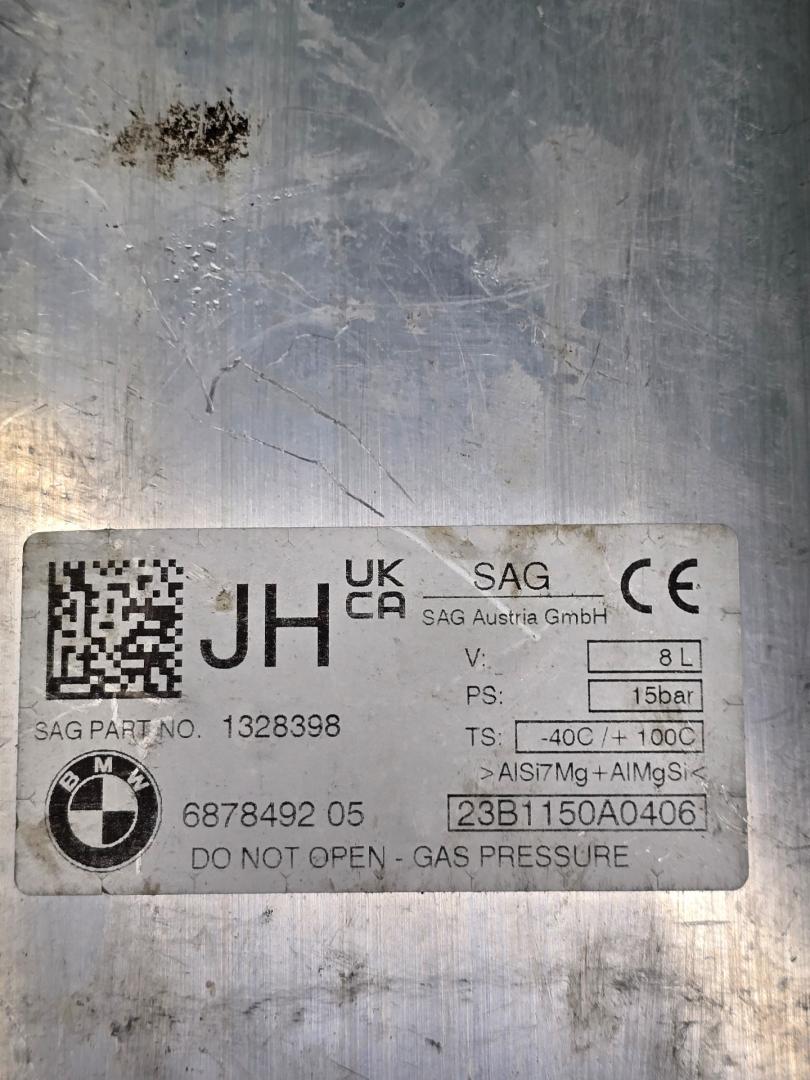 JH
UK
CA
SAG
SAG Austria GmbH
CE
V: 8 L
PS: 15bar
TS: -40C / + 100C
>AlSi7Mg+AlMgSi<
SAG PART NO. 1328398
BMW
6878492 05
23B1150A0406
DO NOT OPEN - GAS PRESSURE